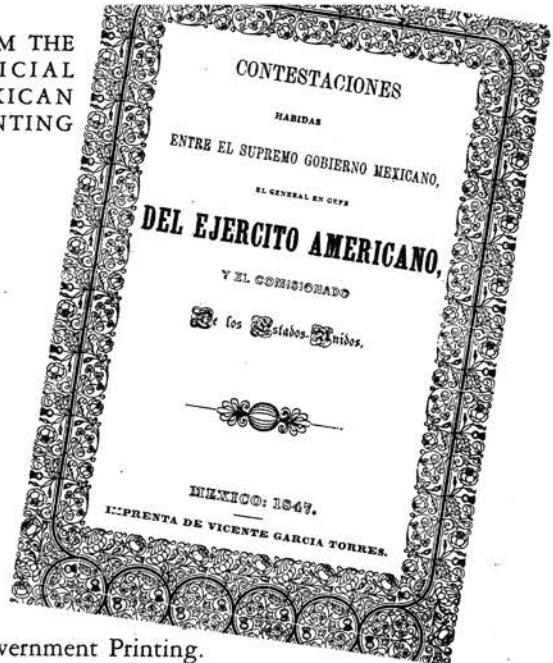 M THE
ICIAL
XICAN
NTING
CONTESTACIONES
HABIDAS
ENTRE EL SUPREMO GOBIERNO MEXICANO,
EL GENERAL EN GEFE
DEL EJERCITO AMERICANO,
Y EL COMISIONADO
De los Estados-Unidos.
MEXICO: 1847.
IMPRENTA DE VICENTE GARCIA TORRES.
vernment Printing.